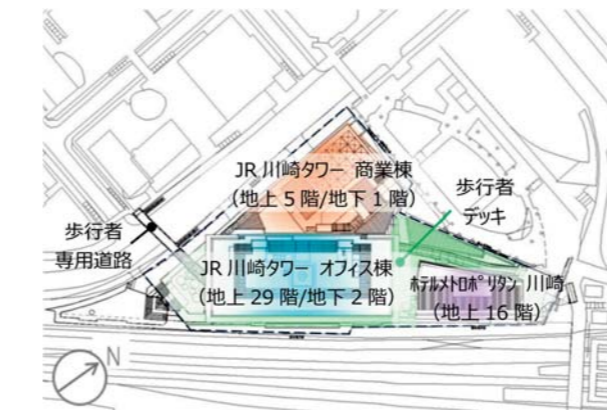 JR 川崎タワー 商業棟
（地上 5 階/地下 1 階）
歩行者
デッキ
歩行者
専用道路
JR 川崎タワー オフィス棟
（地上 29 階/地下 2 階）
ﾎﾃﾙﾒﾄﾛﾎﾟﾘﾀﾝ 川崎
（地上 16 階）
N